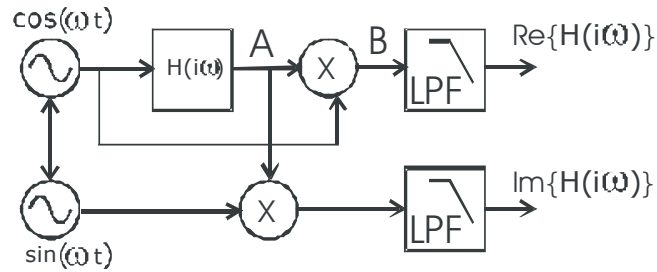 cos(ωt)
H(iω)
A
X
B
LPF
Re{H(iω)}
sin(ωt)
X
LPF
Im{H(iω)}